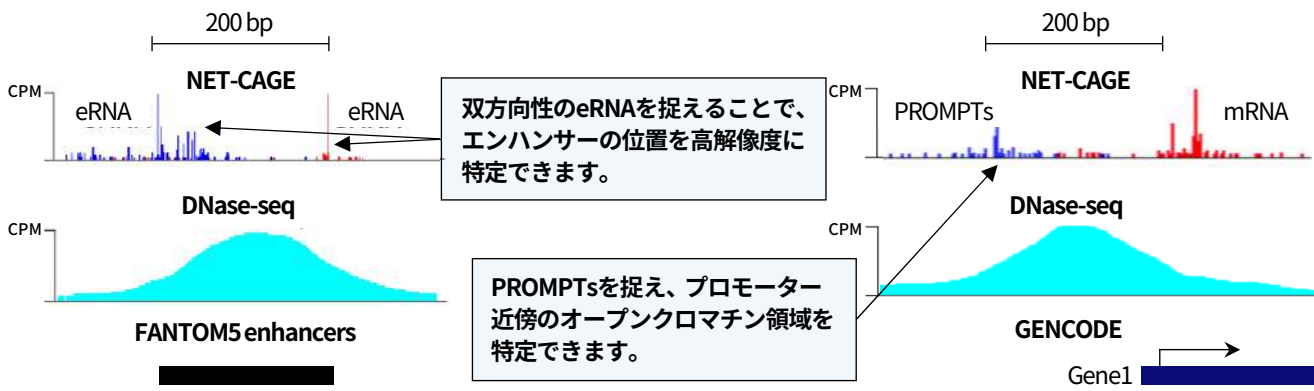 200 bp
NET-CAGE
CPM
eRNA
eRNA
DNase-seq
CPM
FANTOM5 enhancers
双方向性のeRNAを捉えることで、
エンハンサーの位置を高解像度に
特定できます。
PROMPTsを捉え、プロモーター
近傍のオープンクロマチン領域を
特定できます。
200 bp
NET-CAGE
CPM
PROMPTs
mRNA
DNase-seq
CPM
GENCODE
Gene1